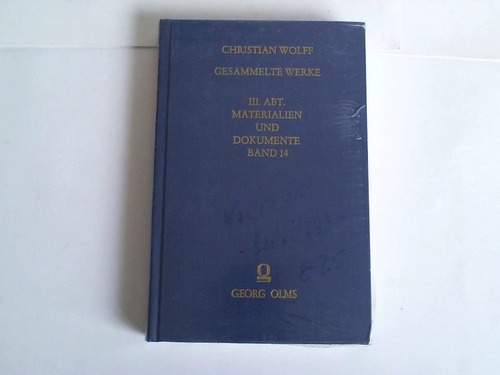 CHRISTIAN WOLFF
GESAMMELTE WERKE
III. ABT.
MATERIALIEN
UND
DOKUMENTE
BAND 14
GEORG OLMS